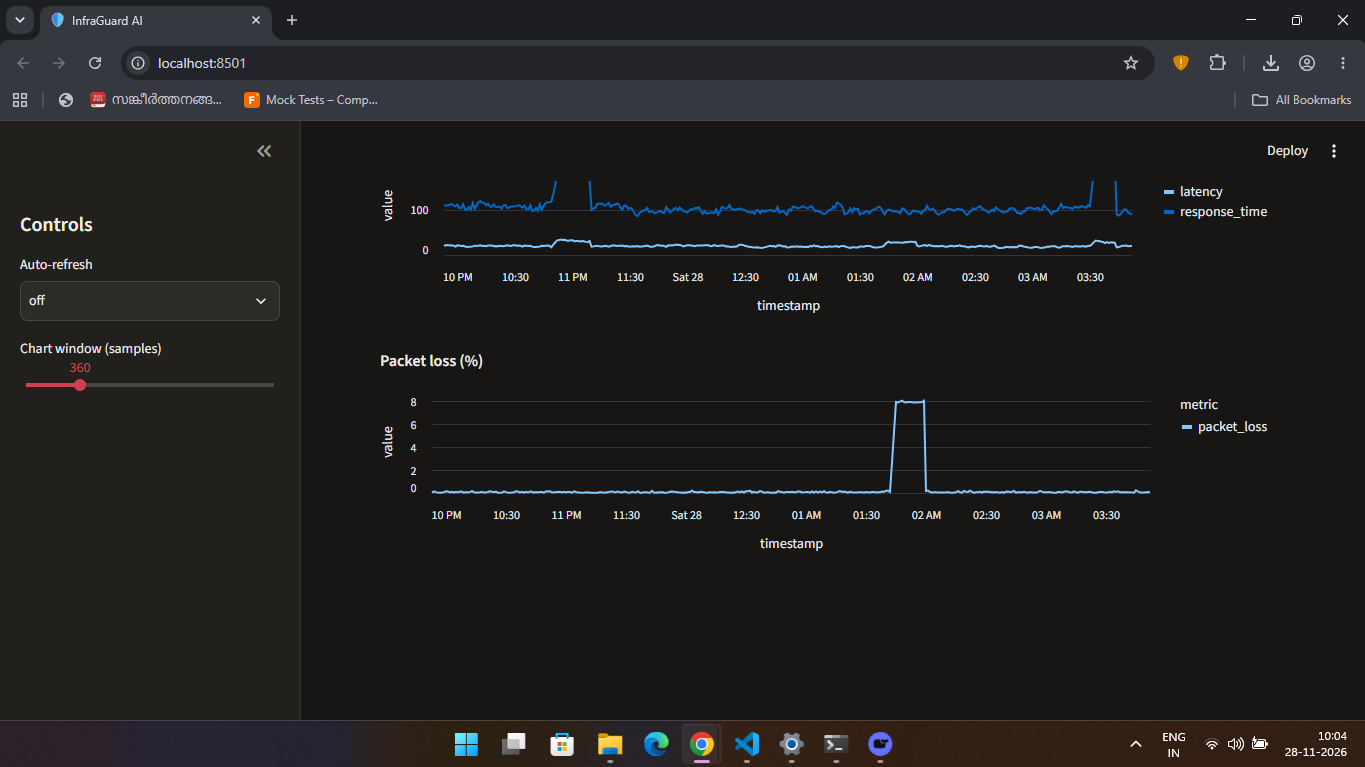 InfraGuard AI
localhost:8501
സങ്കീർത്തനങ്ങ...
Mock Tests – Comp...
All Bookmarks
Deploy
Controls
Auto-refresh
off
Chart window (samples)
360
value
100
0
10 PM 10:30 11 PM 11:30 Sat 28 12:30 01 AM 01:30 02 AM 02:30 03 AM 03:30
timestamp
latency
response_time
Packet loss (%)
value
8
6
4
2
0
10 PM 10:30 11 PM 11:30 Sat 28 12:30 01 AM 01:30 02 AM 02:30 03 AM 03:30
timestamp
metric
packet_loss
ENG
IN
10:04
28-11-2026